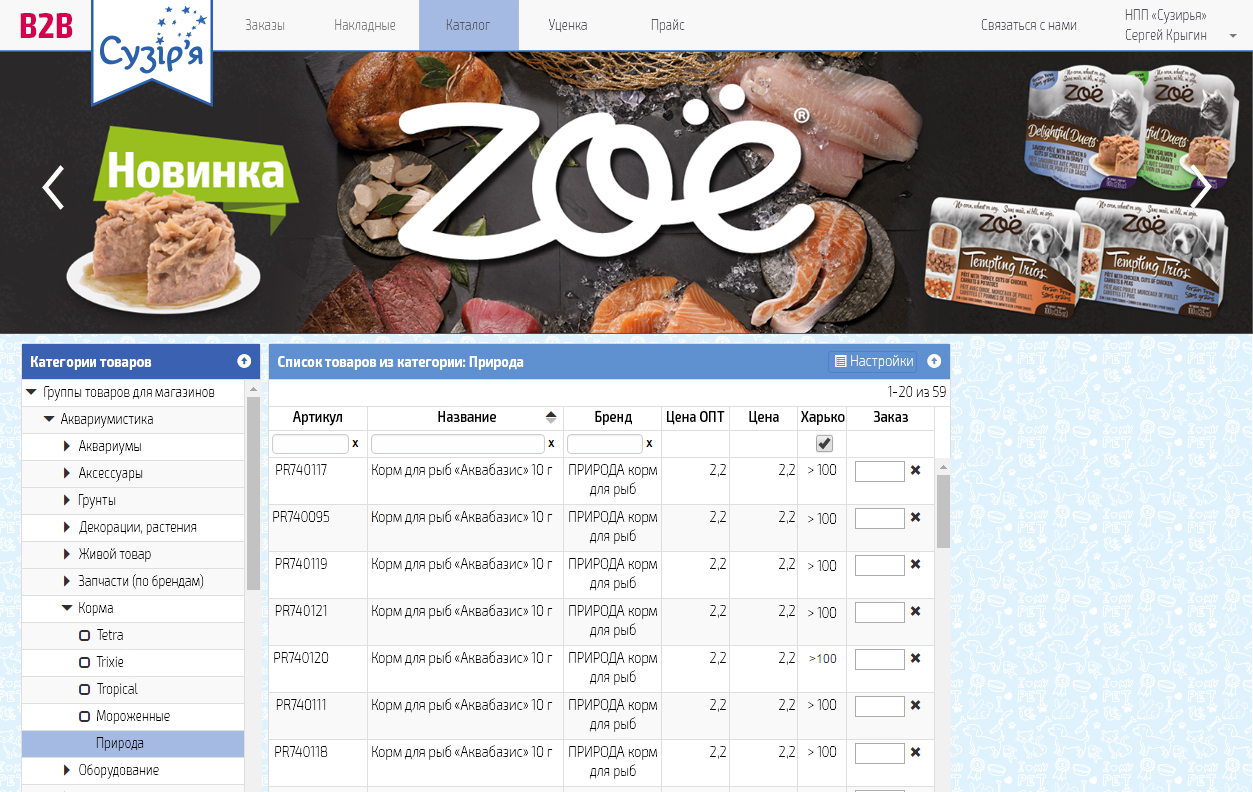 B2B
Сузір'я
Заказы
Накладные
Каталог
Уценка
Прайс
Связаться с нами
НПП «Сузирья»
Сергей Крыгин
Новинка
zoë®
Zoë
Delightful Duets
Zoë
Zoë
Tempting Trios
Zoë
Tempting Trios
Категории товаров
Группы товаров для магазинов
Аквариумистика
Аквариумы
Аксессуары
Грунты
Декорации, растения
Живой товар
Запчасти (по брендам)
Корма
Tetra
Trixie
Tropical
Мороженные
Природа
Оборудование
Список товаров из категории: Природа
Настройки
1-20 из 59
Артикул Название Бренд Цена ОПТ Цена Харько Заказ
x x x
PR740117 Корм для рыб «Аквабазис» 10 г ПРИРОДА корм для рыб 2,2 2,2 > 100 ✖
PR740095 Корм для рыб «Аквабазис» 10 г ПРИРОДА корм для рыб 2,2 2,2 > 100 ✖
PR740119 Корм для рыб «Аквабазис» 10 г ПРИРОДА корм для рыб 2,2 2,2 > 100 ✖
PR740121 Корм для рыб «Аквабазис» 10 г ПРИРОДА корм для рыб 2,2 2,2 > 100 ✖
PR740120 Корм для рыб «Аквабазис» 10 г ПРИРОДА корм для рыб 2,2 2,2 >100 ✖
PR740111 Корм для рыб «Аквабазис» 10 г ПРИРОДА корм для рыб 2,2 2,2 > 100 ✖
PR740118 Корм для рыб «Аквабазис» 10 г ПРИРОДА корм для рыб 2,2 2,2 > 100 ✖